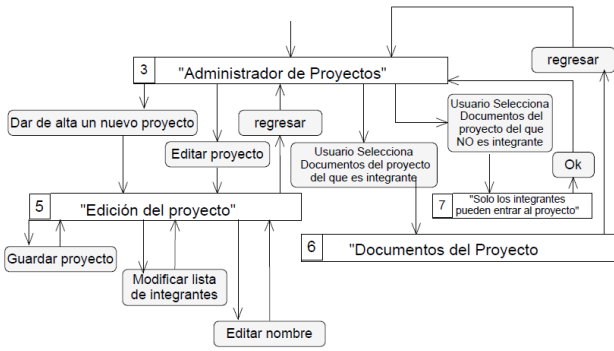 regresar
3
"Administrador de Proyectos"
Dar de alta un nuevo proyecto
regresar
Editar proyecto
Usuario Selecciona
Documentos del proyecto
del que es integrante
Usuario Selecciona
Documentos del
proyecto del que
NO es integrante
Ok
5
"Edición del proyecto"
7
"Solo los integrantes
pueden entrar al proyecto"
6
"Documentos del Proyecto
Guardar proyecto
Modificar lista
de integrantes
Editar nombre